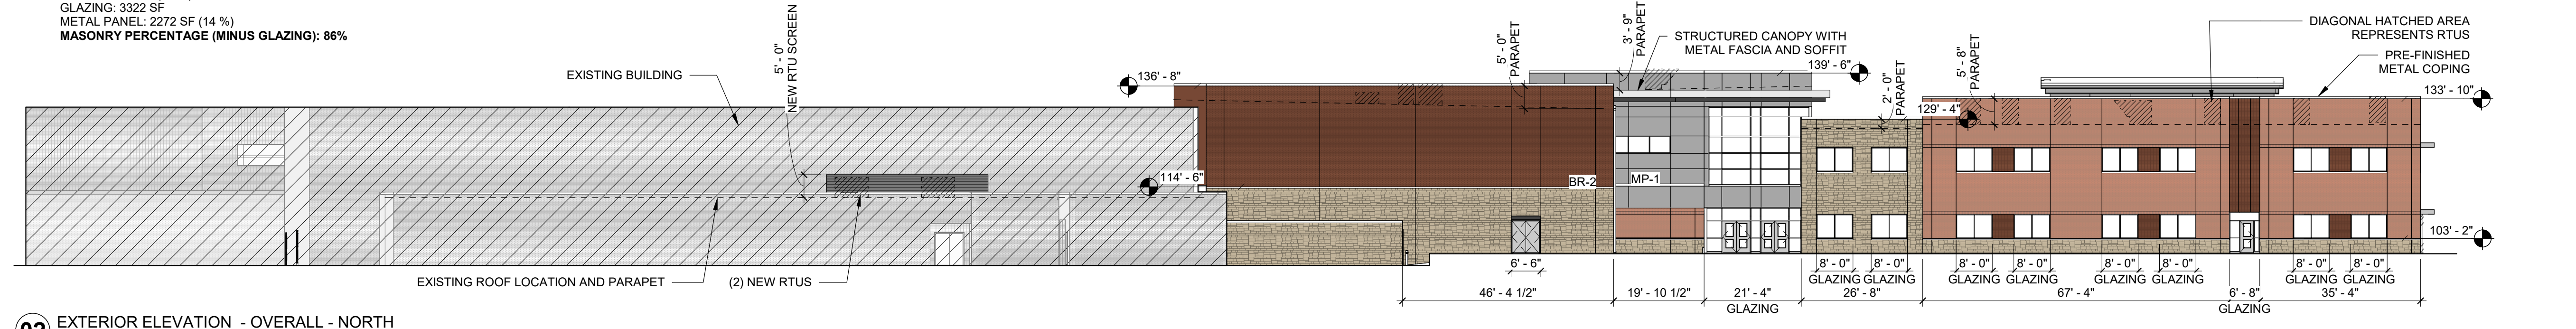 GLAZING: 3322 SF
METAL PANEL: 2272 SF (14 %)
MASONRY PERCENTAGE (MINUS GLAZING): 86%
EXISTING BUILDING
5' - 0"
NEW RTU SCREEN
136' - 8"
114' - 6"
5' - 0"
PARAPET
3' - 9"
PARAPET
STRUCTURED CANOPY WITH
METAL FASCIA AND SOFFIT
139' - 6"
2' - 0"
PARAPET
129' - 4"
5' - 8"
PARAPET
DIAGONAL HATCHED AREA
REPRESENTS RTUS
PRE-FINISHED
METAL COPING
133' - 10"
103' - 2"
BR-2
MP-1
EXISTING ROOF LOCATION AND PARAPET
(2) NEW RTUS
6' - 6"
8' - 0"
GLAZING
8' - 0"
GLAZING
8' - 0"
GLAZING
8' - 0"
GLAZING
8' - 0"
GLAZING
8' - 0"
GLAZING
8' - 0"
GLAZING
8' - 0"
GLAZING
46' - 4 1/2"
19' - 10 1/2"
21' - 4"
GLAZING
26' - 8"
67' - 4"
6' - 8"
GLAZING
35' - 4"
EXTERIOR ELEVATION - OVERALL - NORTH